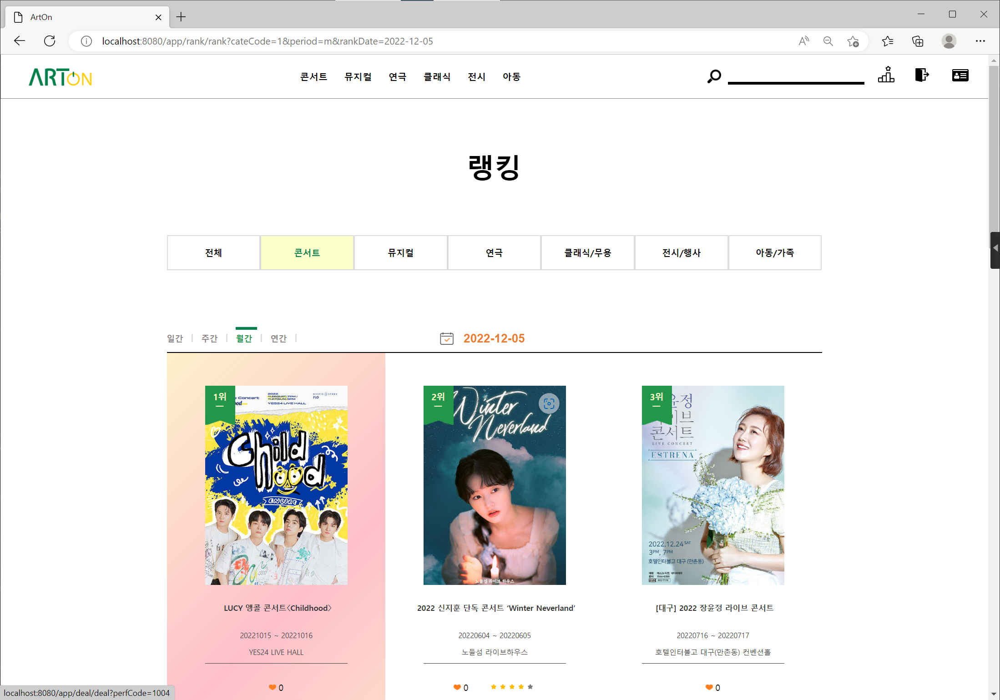 ArtOn
localhost:8080/app/rank/rank?cateCode=1&period=m&rankDate=2022-12-05
ARTON
콘서트 뮤지컬 연극 클래식 전시 아동
랭킹
전체 콘서트 뮤지컬 연극 클래식/무용 전시/행사 아동/가족
일간 주간 월간 연간
2022-12-05
1위
Concert
2022.
11.26(SAT) 7PM /
11.27(SUN) 5PM
YES24 LIVE HALL
MYSTIC STORY
FLO
Child
hood
ENCORE
LUCY 앵콜 콘서트<Childhood>
20221015 ~ 20221016
YES24 LIVE HALL
0
2위
Winter
Neverland
노들섬 라이브 하우스
2022 신지훈 단독 콘서트 ‘Winter Neverland’
20220604 ~ 20220605
노들섬 라이브하우스
0
3위
윤정
이브
콘서트
LIVE CONCERT
ESTRENA
2022.12.24 SAT
3PM, 7PM
호텔인터불고 대구 (만촌동)
[대구] 2022 장윤정 라이브 콘서트
20220716 ~ 20220717
호텔인터불고 대구(만촌동) 컨벤션홀
0
localhost:8080/app/deal/deal?perfCode=1004